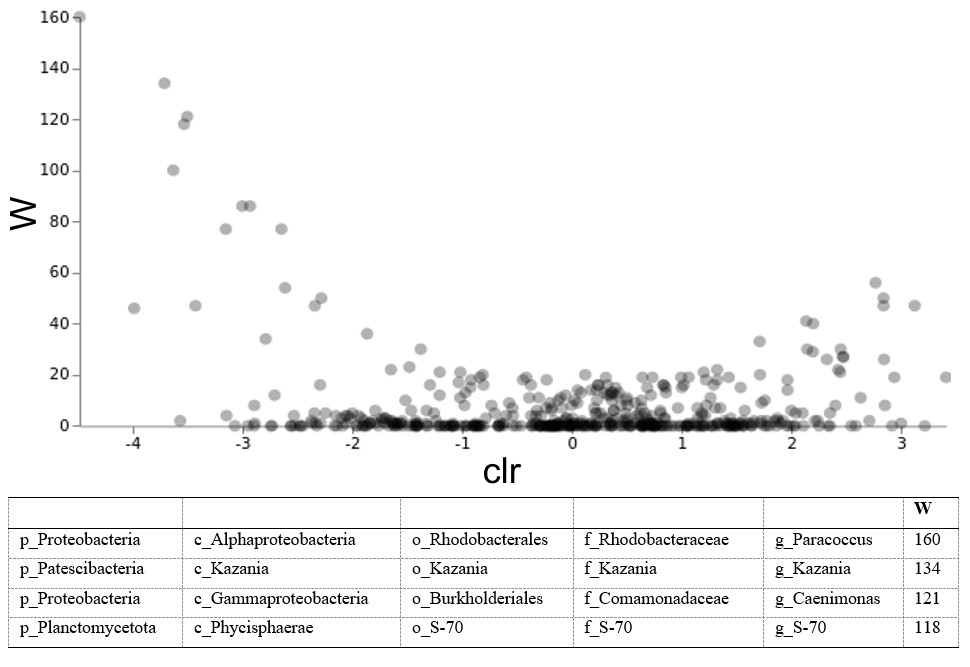 160
140
120
100
80
60
40
20
0
W
-4 -3 -2 -1 0 1 2 3
clr
W
p_Proteobacteria c_Alphaproteobacteria o_Rhodobacterales f_Rhodobacteraceae g_Paracoccus 160
p_Patescibacteria c_Kazania o_Kazania f_Kazania g_Kazania 134
p_Proteobacteria c_Gammaproteobacteria o_Burkholderiales f_Comamonadaceae g_Caenimonas 121
p_Planctomycetota c_Phycisphaerae o_S-70 f_S-70 g_S-70 118